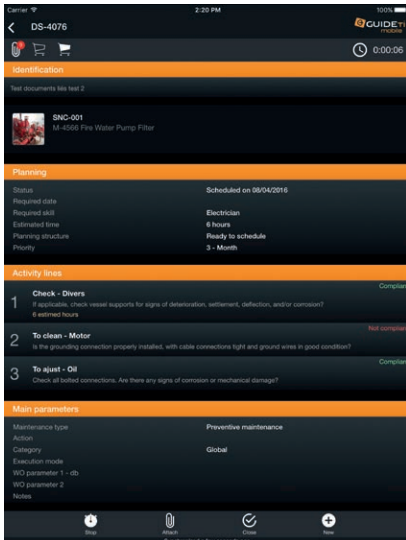 Carrier 2:20 PM 100%
DS-4076 GUIDETI
mobile
1 0:00:06
Identification
Test documents liés test 2
SNC-001
M-4566 Fire Water Pump Filter
Planning
Status Scheduled on 08/04/2016
Required date
Required skill Electrician
Estimated time 6 hours
Planning structure Ready to schedule
Priority 3 - Month
Activity lines
Complian
1 Check - Divers
If applicable, check vessel supports for signs of deterioration, settlement, deflection, and/or corrosion?
6 estimed hours
Not complian
2 To clean - Motor
Is the grounding connection properly installed, with cable connections tight and ground wires in good condition?
Complian
3 To ajust - Oil
Check all bolted connections. Are there any signs of corrosion or mechanical damage?
Main parameters
Maintenance type Preventive maintenance
Action
Category Global
Execution mode
WO parameter 1 - db
WO parameter 2
Notes
Stop Attach Close New